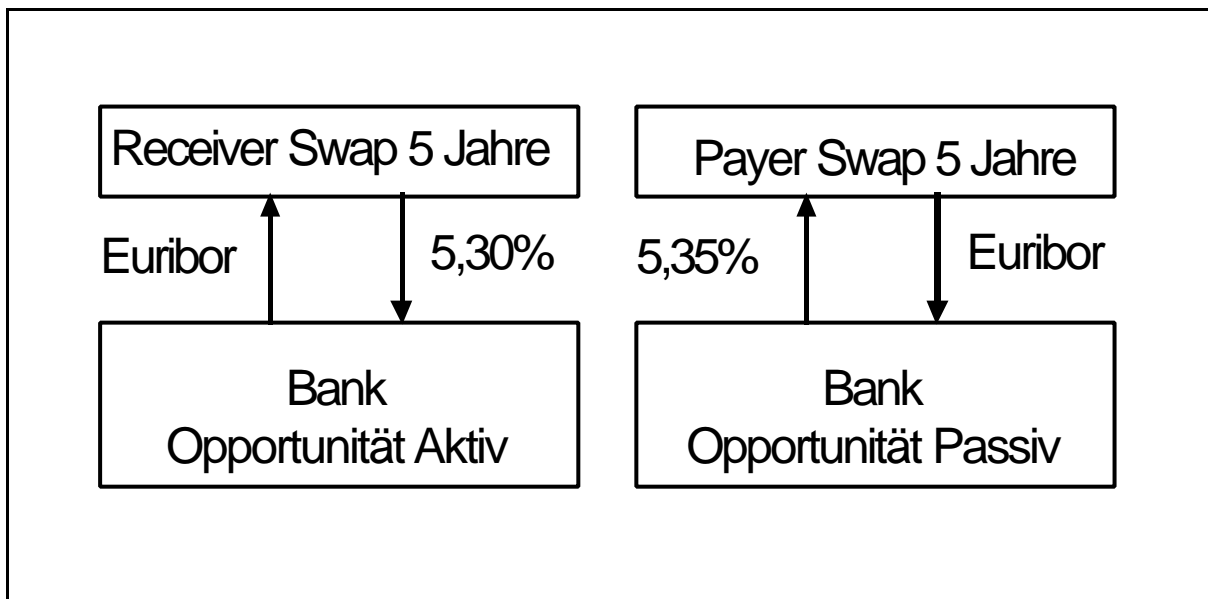 Receiver Swap 5 Jahre
Euribor
5,30%
Bank
Opportunität Aktiv
Payer Swap 5 Jahre
5,35%
Euribor
Bank
Opportunität Passiv